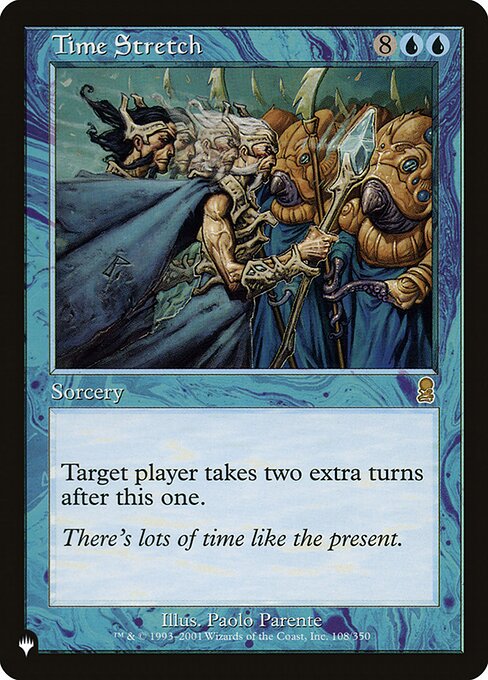 Time Stretch 8
Sorcery
Target player takes two extra turns
after this one.
There's lots of time like the present.
Illus. Paolo Parente
™ & © 1993-2001 Wizards of the Coast, Inc. 108/350